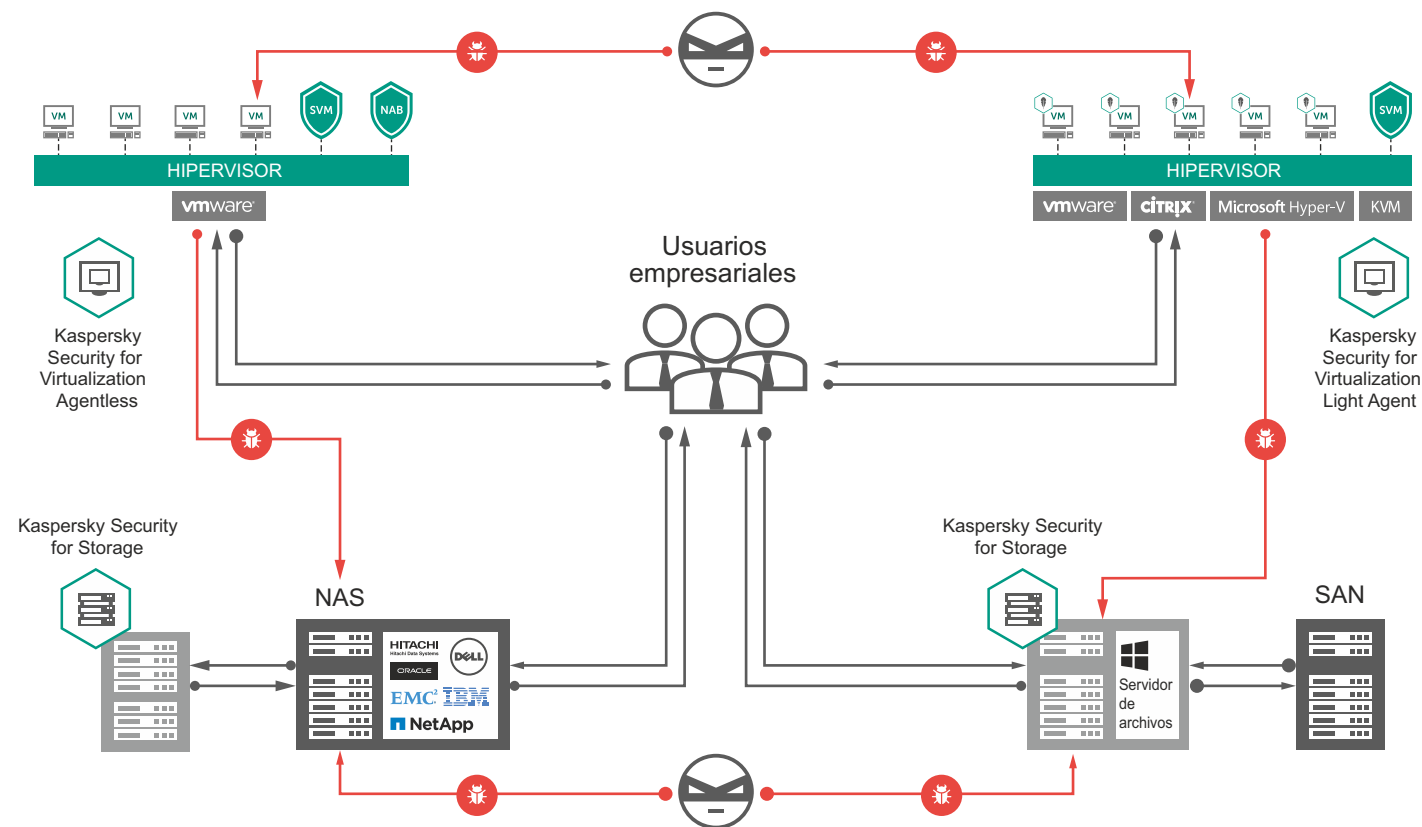 VM
VM
VM
VM
SVM
NAB
HIPERVISOR
vmware
VM
VM
VM
VM
VM
SVM
HIPERVISOR
vmware
CİTRIX
Microsoft Hyper-V
KVM
Kaspersky
Security for
Virtualization
Agentless
Usuarios
empresariales
Kaspersky
Security for
Virtualization
Light Agent
Kaspersky Security
for Storage
NAS
HITACHI
Hitachi Data Systems
DELL
ORACLE
EMC²
IBM
NetApp
Kaspersky Security
for Storage
Servidor
de
archivos
SAN